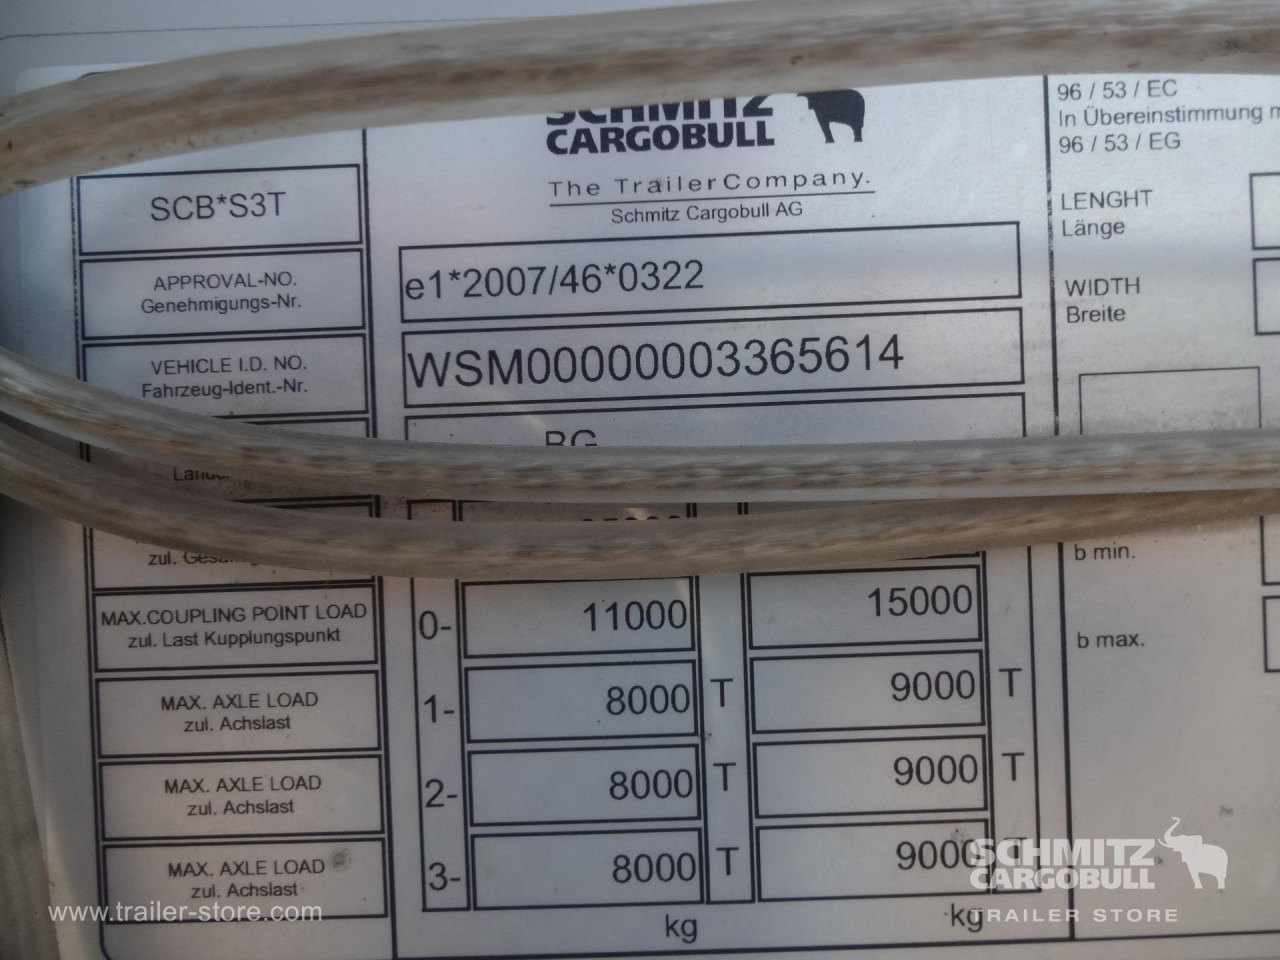 SCHMITZ
CARGOBULL
The TrailerCompany.
Schmitz Cargobull AG
96 / 53 / EC
In Übereinstimmung
96 / 53 / EG
SCB*S3T
LENGHT
Länge
APPROVAL-NO.
Genehmigungs-Nr.
e1*2007/46*0322
WIDTH
Breite
VEHICLE I.D. NO.
Fahrzeug-Ident.-Nr.
WSM00000003365614
BG
zul.
b min.
MAX.COUPLING POINT LOAD
zul. Last Kupplungspunkt
0- 11000 15000
b max.
MAX. AXLE LOAD
zul. Achslast
1- 8000 T 9000 T
MAX. AXLE LOAD
zul. Achslast
2- 8000 T 9000 T
MAX. AXLE LOAD
zul. Achslast
3- 8000 T 9000 T
kg kg
www.trailer-store.com
SCHMITZ
CARGOBULL
TRAILER STORE